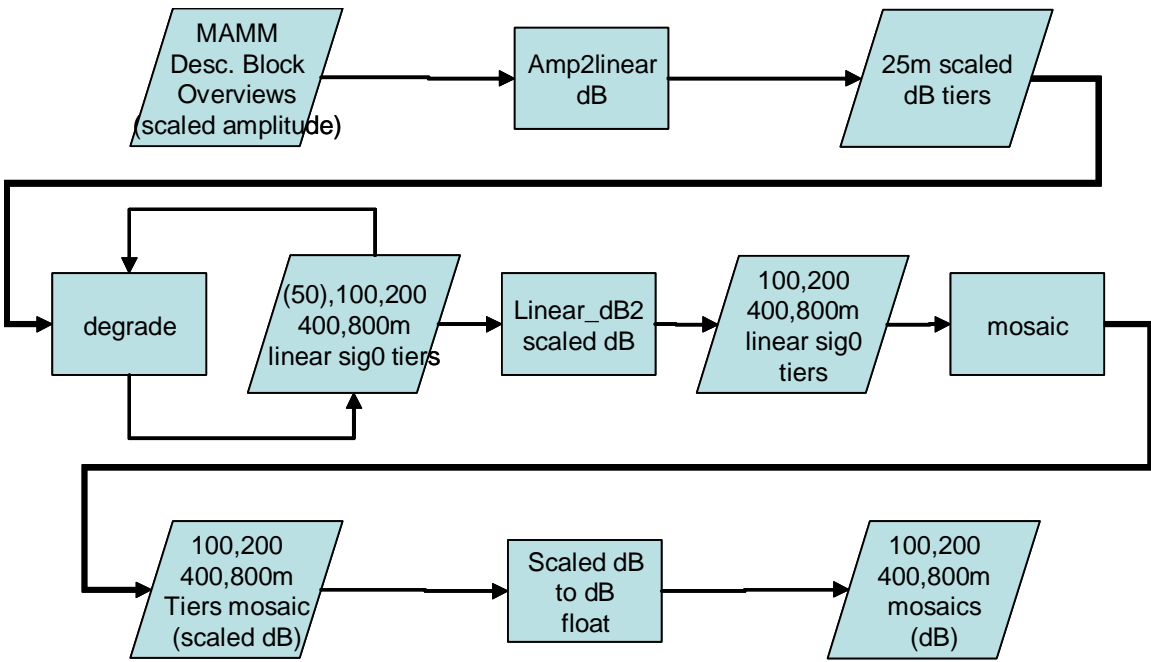 MAMM
Desc. Block
Overviews
(scaled amplitude)
Amp2linear
dB
25m scaled
dB tiers
degrade
(50),100,200
400,800m
linear sig0 tiers
Linear_dB2
scaled dB
100,200
400,800m
linear sig0
tiers
mosaic
100,200
400,800m
Tiers mosaic
(scaled dB)
Scaled dB
to dB
float
100,200
400,800m
mosaics
(dB)